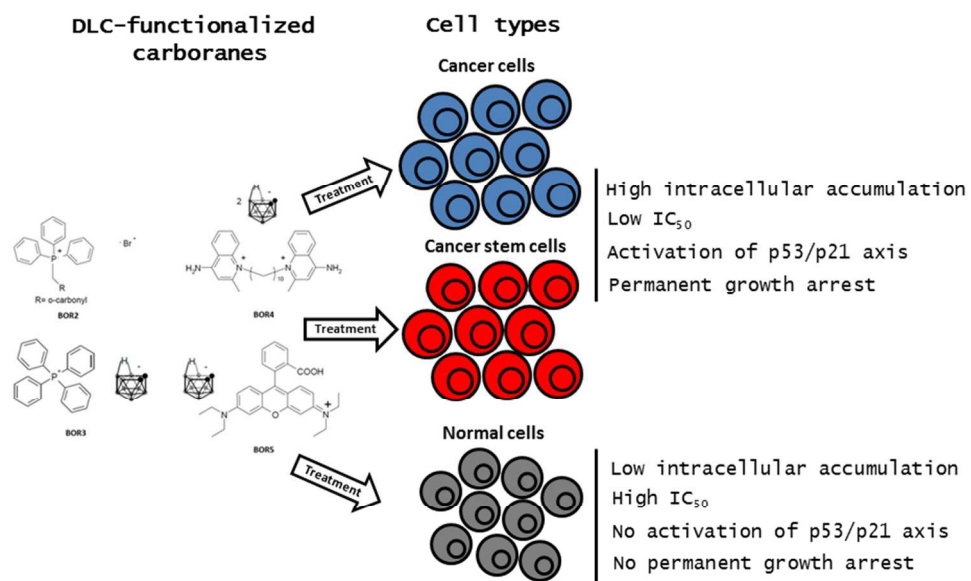 DLC-functionalized
carboranes
Cell types
Cancer cells
Treatment
2
H
-
P+
·Br-
R
R= o-carbonyl
BOR2
H2N
N
+
10
+
N
NH2
BOR4
High intracellular accumulation
Low IC50
Activation of p53/p21 axis
Permanent growth arrest
Cancer stem cells
Treatment
P+
H
-
BOR3
H
-
COOH
N
O
N
+
BOR5
Normal cells
Treatment
Low intracellular accumulation
High IC50
No activation of p53/p21 axis
No permanent growth arrest